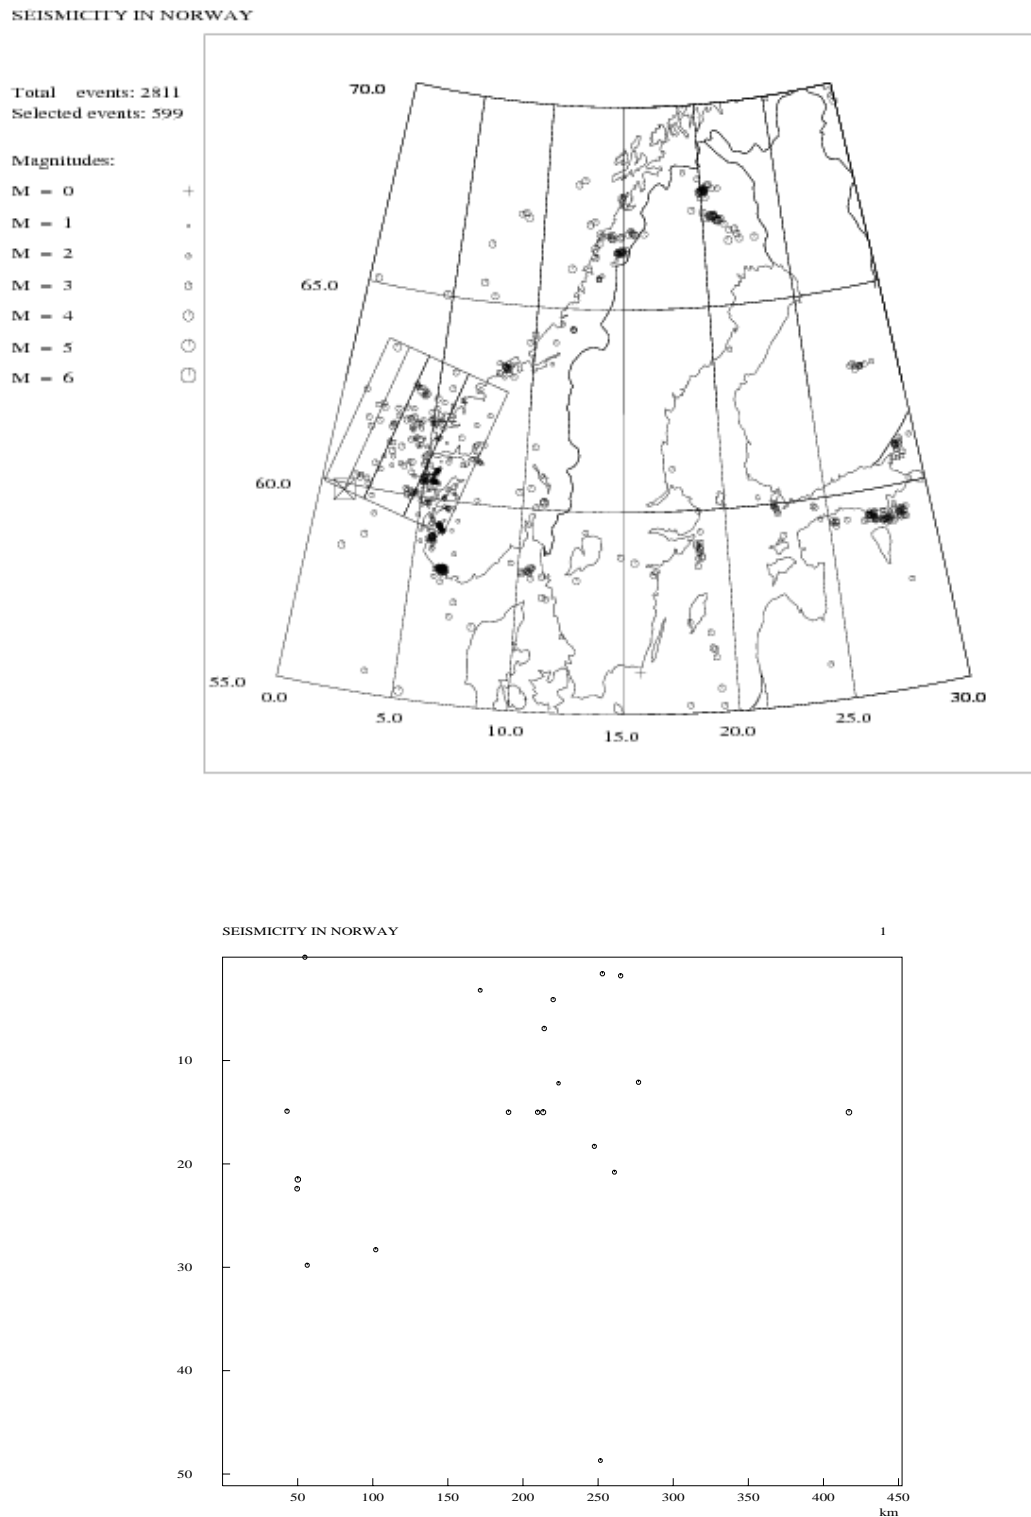 SEISMICITY IN NORWAY
Total events: 2811
Selected events: 599
Magnitudes:
M = 0
M = 1
M = 2
M = 3
M = 4
M = 5
M = 6
70.0
65.0
60.0
55.0
0.0
5.0
10.0
15.0
20.0
25.0
30.0
SEISMICITY IN NORWAY 1
10
20
30
40
50
50 100 150 200 250 300 350 400 450
km